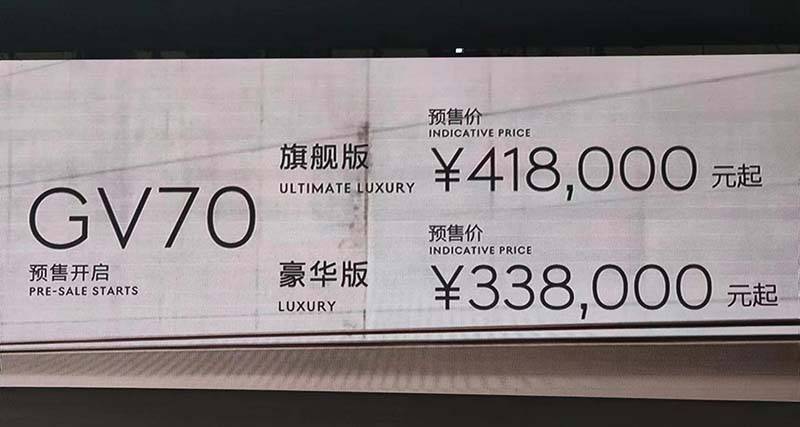 GV70
预售开启
PRE-SALE STARTS
旗舰版
ULTIMATE LUXURY
预售价
INDICATIVE PRICE
¥418,000 元起
豪华版
LUXURY
预售价
INDICATIVE PRICE
¥338,000 元起